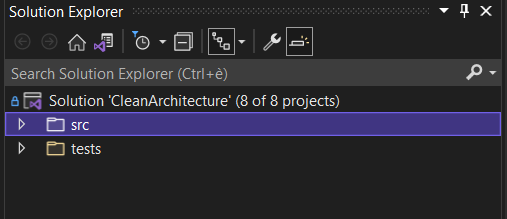 Solution Explorer
Search Solution Explorer (Ctrl+è)
Solution 'CleanArchitecture' (8 of 8 projects)
src
tests